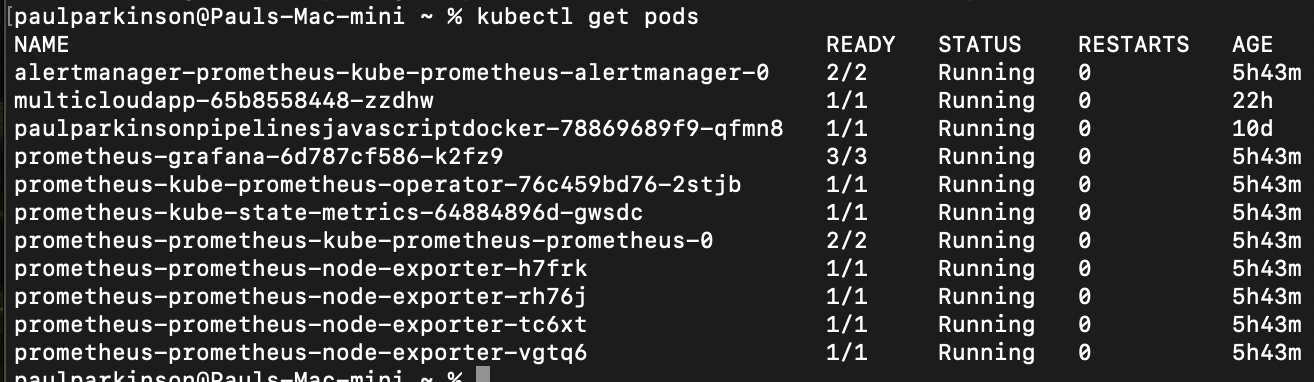 [paulparkinson@Pauls-Mac-mini ~ % kubectl get pods
NAME READY STATUS RESTARTS AGE
alertmanager-prometheus-kube-prometheus-alertmanager-0 2/2 Running 0 5h43m
multicloudapp-65b8558448-zzdhw 1/1 Running 0 22h
paulparkinsonpipelinesjavascriptdocker-78869689f9-qfmn8 1/1 Running 0 10d
prometheus-grafana-6d787cf586-k2fz9 3/3 Running 0 5h43m
prometheus-kube-prometheus-operator-76c459bd76-2stjb 1/1 Running 0 5h43m
prometheus-kube-state-metrics-64884896d-gwsdc 1/1 Running 0 5h43m
prometheus-prometheus-kube-prometheus-prometheus-0 2/2 Running 0 5h43m
prometheus-prometheus-node-exporter-h7frk 1/1 Running 0 5h43m
prometheus-prometheus-node-exporter-rh76j 1/1 Running 0 5h43m
prometheus-prometheus-node-exporter-tc6xt 1/1 Running 0 5h43m
prometheus-prometheus-node-exporter-vgtq6 1/1 Running 0 5h43m
paulparkinson@Pauls-Mac-mini ~ %